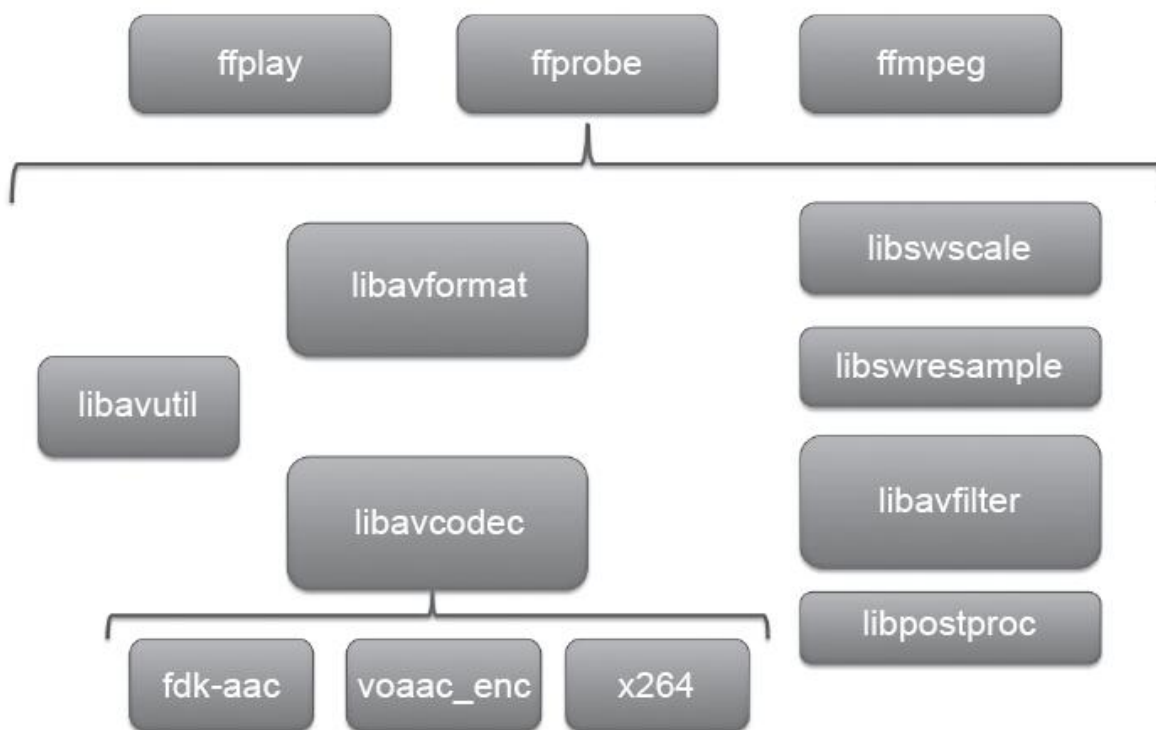 ffplay
ffprobe
ffmpeg
libavformat
libswscale
libswresample
libavutil
libavcodec
libavfilter
libpostproc
fdk-aac
voaac_enc
x264